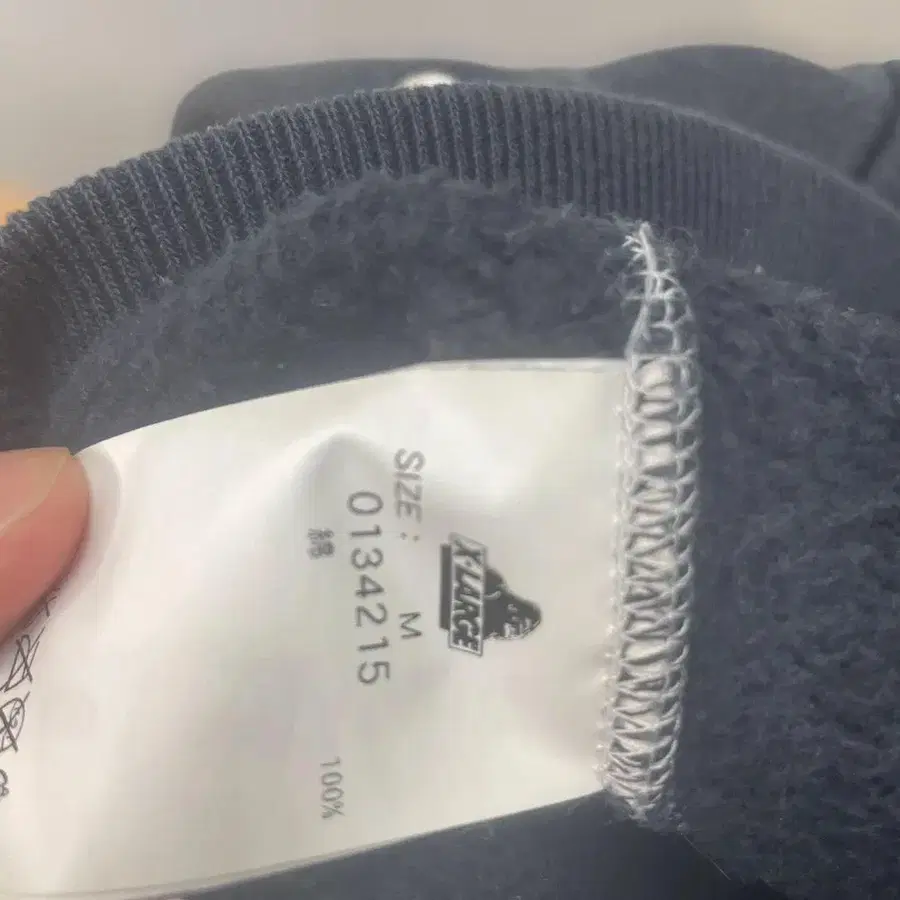 X-LARGE
SIZE: M
0134215
綿 100%